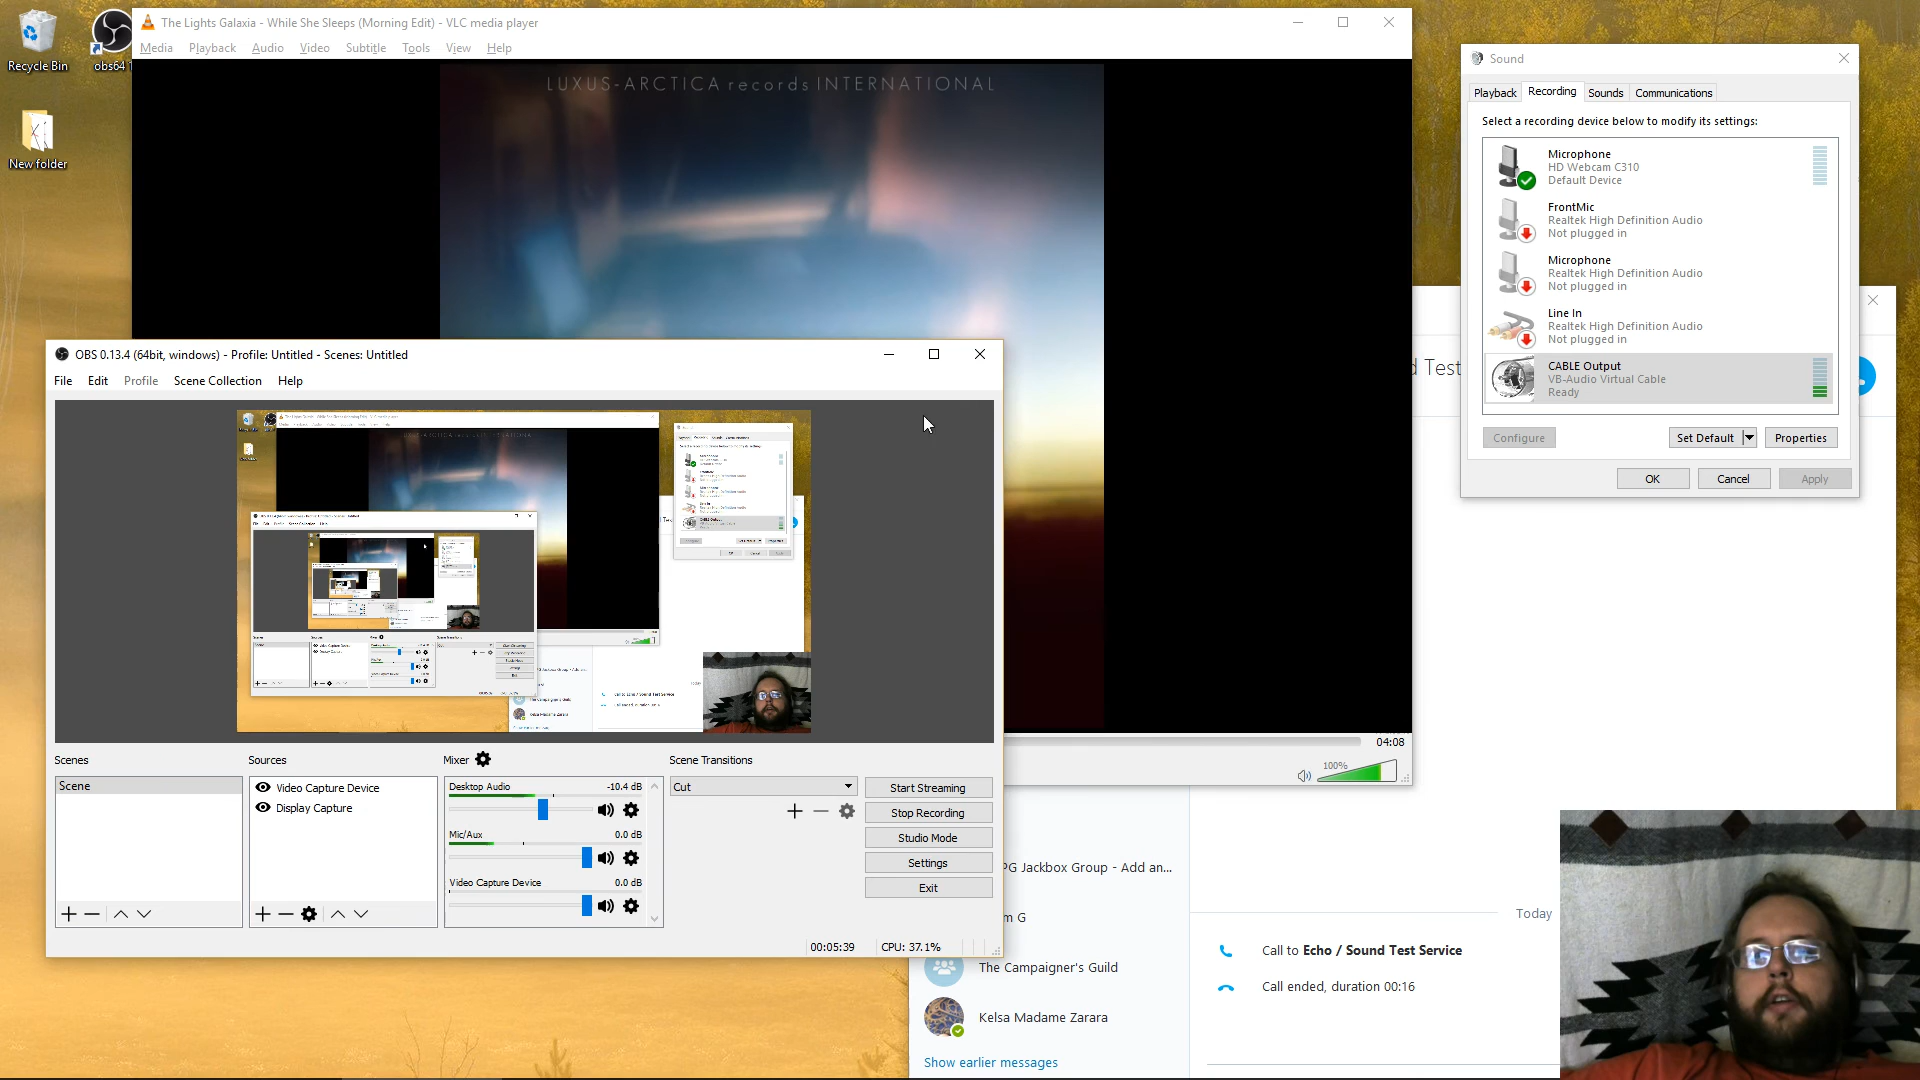 Recycle Bin
obs64
New folder
The Lights Galaxia - While She Sleeps (Morning Edit) - VLC media player
Media Playback Audio Video Subtitle Tools View Help
LUXUS-ARCTICA records INTERNATIONAL
04:08
100%
Sound
Playback Recording Sounds Communications
Select a recording device below to modify its settings:
Microphone
HD Webcam C310
Default Device
FrontMic
Realtek High Definition Audio
Not plugged in
Microphone
Realtek High Definition Audio
Not plugged in
Line In
Realtek High Definition Audio
Not plugged in
CABLE Output
VB-Audio Virtual Cable
Ready
Configure Set Default Properties
OK Cancel Apply
d Test
OBS 0.13.4 (64bit, windows) - Profile: Untitled - Scenes: Untitled
File Edit Profile Scene Collection Help
Scenes
Scene
Sources
Video Capture Device
Display Capture
Mixer
Desktop Audio -10.4 dB
Mic/Aux 0.0 dB
Video Capture Device 0.0 dB
Scene Transitions
Cut
Start Streaming
Stop Recording
Studio Mode
Settings
Exit
00:05:39 CPU: 37.1%
PG Jackbox Group - Add an...
m G
The Campaigner's Guild
Kelsa Madame Zarara
Show earlier messages
Today
Call to Echo / Sound Test Service
Call ended, duration 00:16